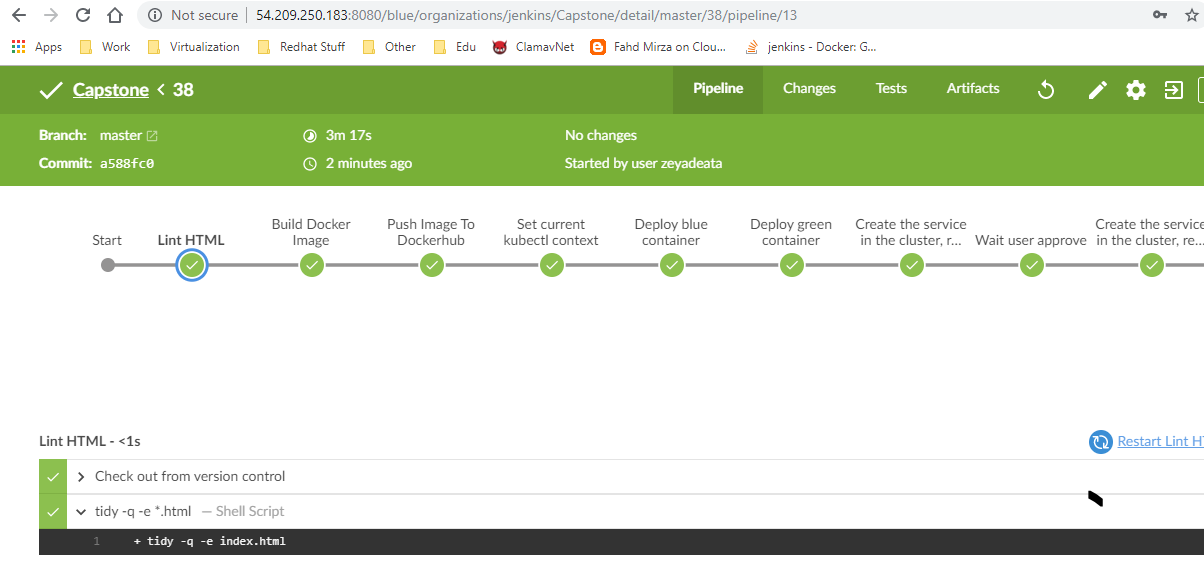 Not secure | 54.209.250.183:8080/blue/organizations/jenkins/Capstone/detail/master/38/pipeline/13
Apps Work Virtualization Redhat Stuff Other Edu ClamavNet Fahd Mirza on Clou... jenkins - Docker: G...
Capstone < 38 Pipeline Changes Tests Artifacts
Branch: master 3m 17s No changes
Commit: a588fc0 2 minutes ago Started by user zeyadeata
Start
Lint HTML
Build Docker
Image
Push Image To
Dockerhub
Set current
kubectl context
Deploy blue
container
Deploy green
container
Create the service
in the cluster, r...
Wait user approve
Create the service
in the cluster, re...
Lint HTML - <1s Restart Lint
Check out from version control
tidy -q -e *.html — Shell Script
1 + tidy -q -e index.html